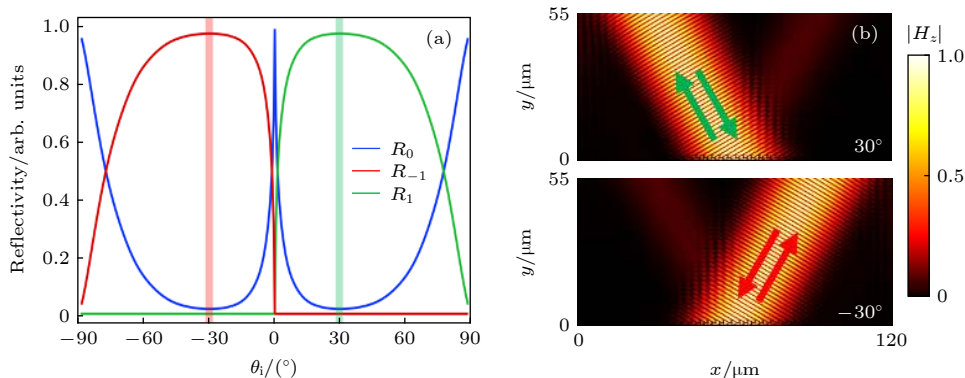 (a)
Reflectivity/arb. units
1.0
0.8
0.6
0.4
0.2
0
R₀
R₋₁
R₁
−90
−60
−30
0
30
60
90
θᵢ/(°)
(b)
|H_z|
55
y/μm
0
30°
55
y/μm
0
−30°
0
120
x/μm
1.0
0.5
0